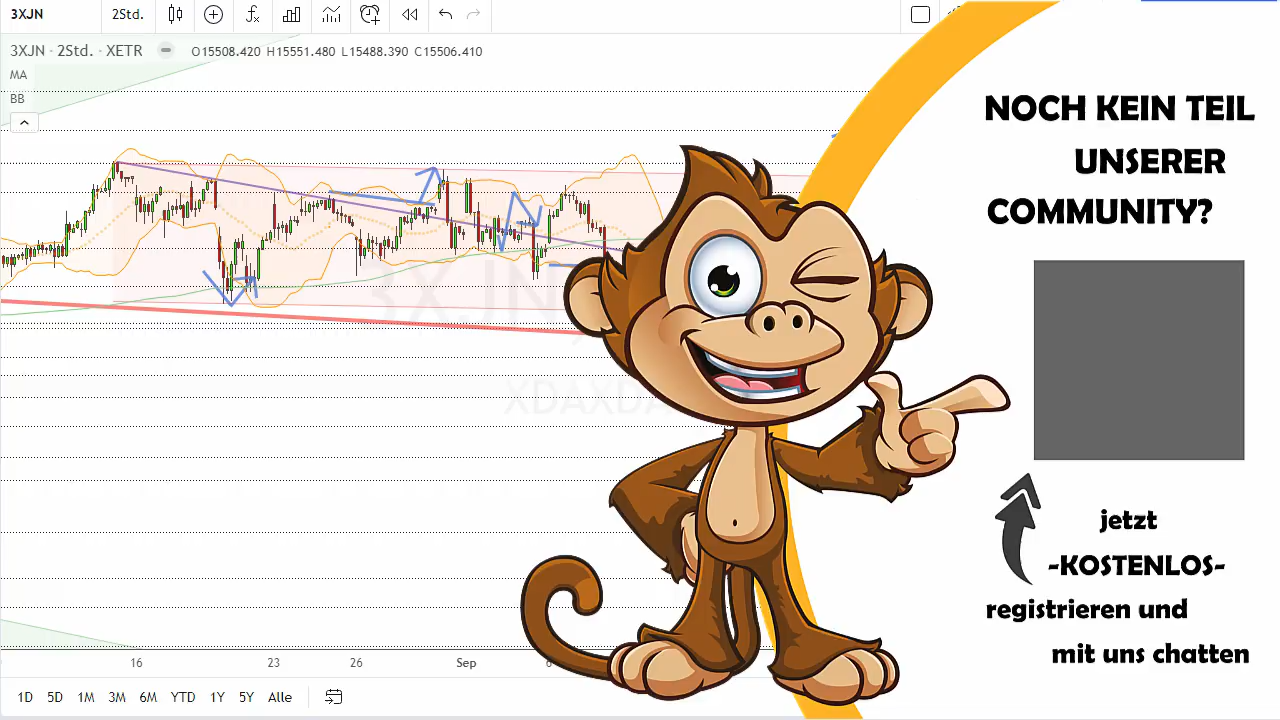 3XJN
2Std.
3XJN · 2Std. · XETR
O15508.420 H15551.480 L15488.390 C15506.410
MA
BB
NOCH KEIN TEIL
UNSERER
COMMUNITY?
3XJN
jetzt
-KOSTENLOS-
registrieren und
mit uns chatten
16 23 26 Sep
1D 5D 1M 3M 6M YTD 1Y 5Y Alle